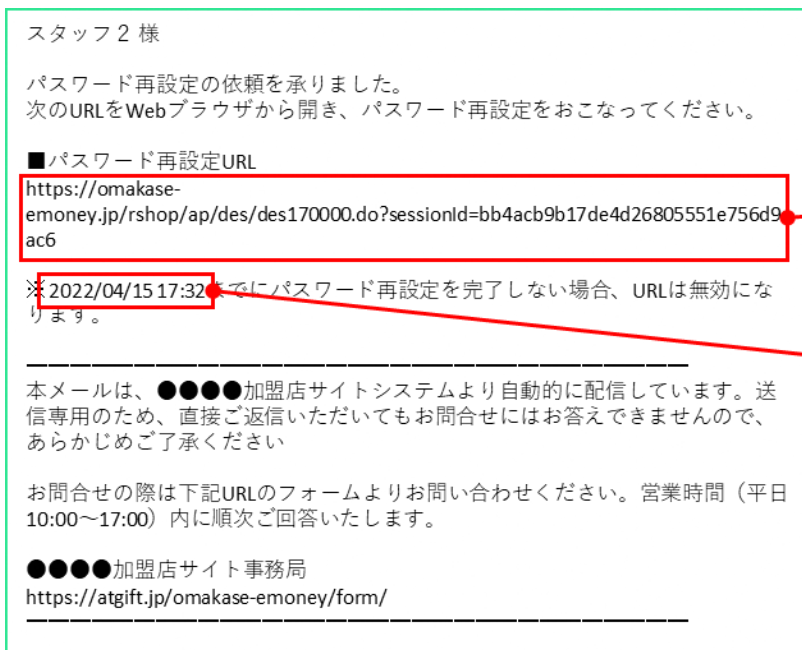 スタッフ2 様
パスワード再設定の依頼を承りました。
次のURLをWebブラウザから開き、パスワード再設定をおこなってください。
■パスワード再設定URL
https://omakase-
emoney.jp/rshop/ap/des/des170000.do?sessionId=bb4acb9b17de4d26805551e756d9
ac6
※2022/04/15 17:32までにパスワード再設定を完了しない場合、URLは無効にな
ります。
本メールは、●●●●加盟店サイトシステムより自動的に配信しています。送
信専用のため、直接ご返信いただいてもお問合せにはお答えできませんので、
あらかじめご了承ください
お問合せの際は下記URLのフォームよりお問い合わせください。営業時間（平日
10:00～17:00）内に順次ご回答いたします。
●●●●加盟店サイト事務局
https://atgift.jp/omakase-emoney/form/